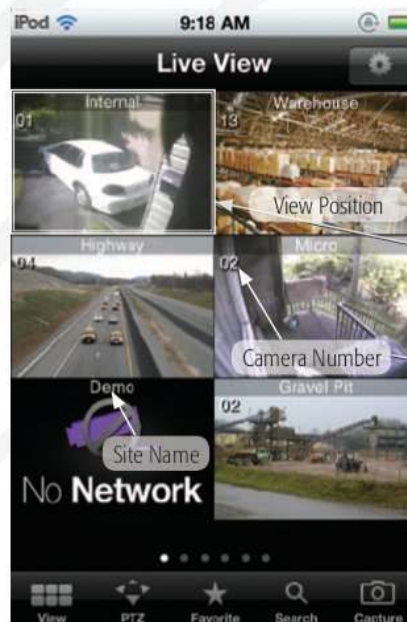 iPod 9:18 AM
Live View
Internal
01
Warehouse
13
View Position
Highway
04
Micro
02
Camera Number
Demo
Site Name
No Network
Gravel Pit
02
View PTZ Favorite Search Capture